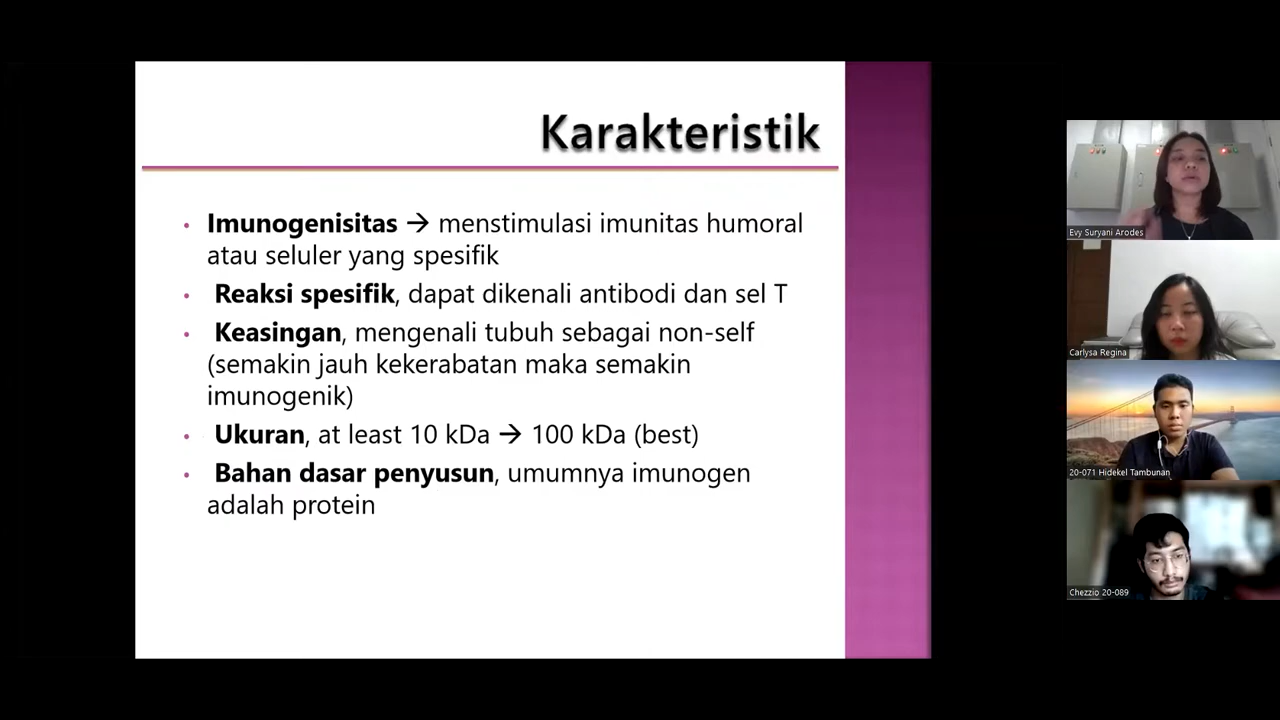 Karakteristik
• Imunogenisitas → menstimulasi imunitas humoral
atau seluler yang spesifik
• Reaksi spesifik, dapat dikenali antibodi dan sel T
• Keasingan, mengenali tubuh sebagai non-self
(semakin jauh kekerabatan maka semakin
imunogenik)
• Ukuran, at least 10 kDa → 100 kDa (best)
• Bahan dasar penyusun, umumnya imunogen
adalah protein
Evy Suryani Arodes
Carlysa Regina
20-071 Hidekel Tambunan
Chezzio 20-089